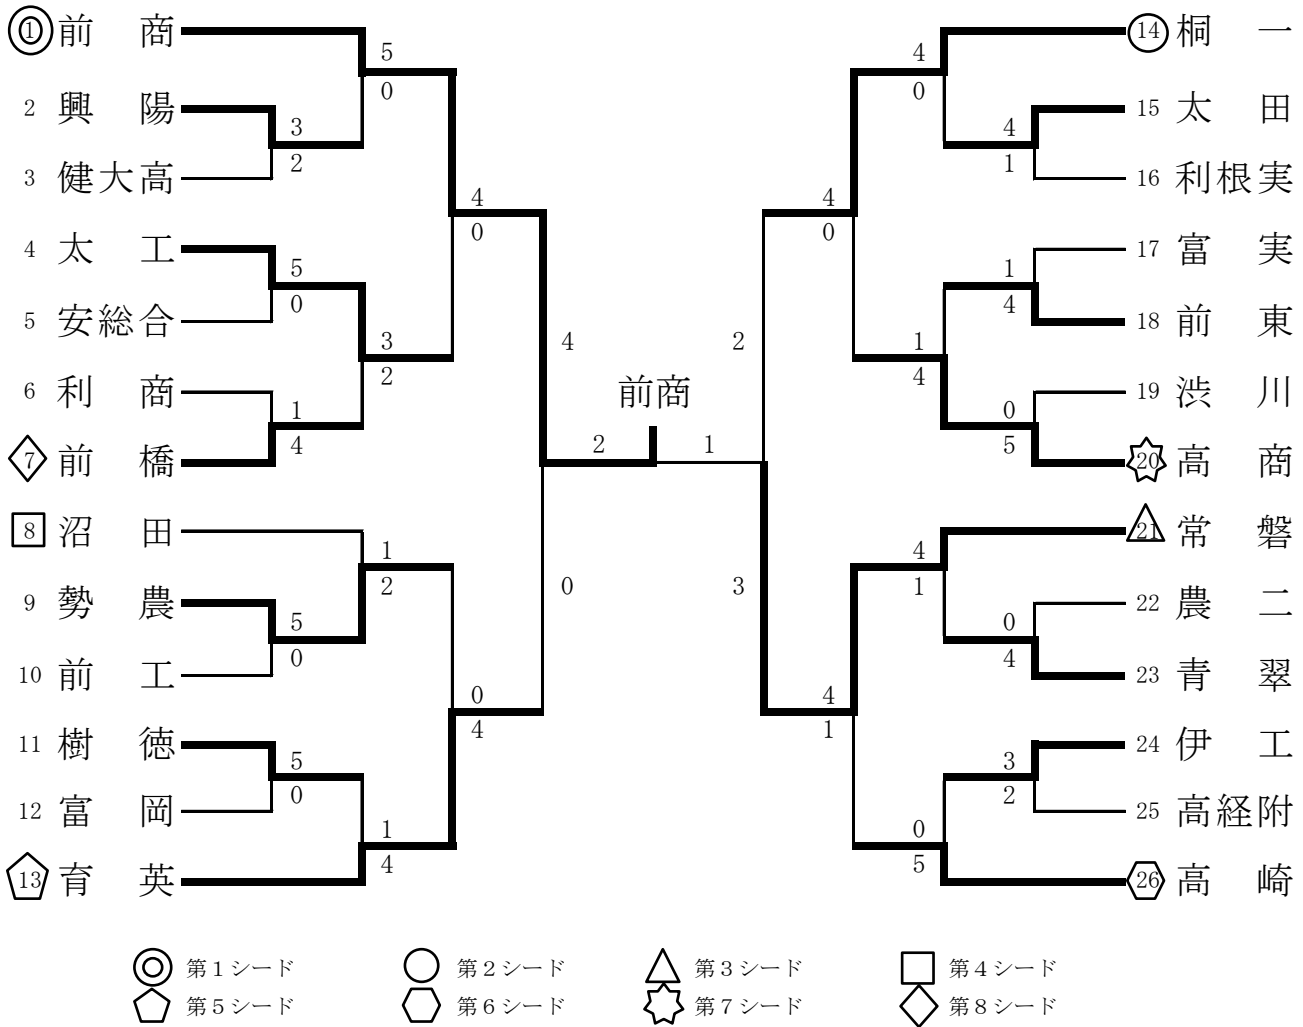 ① 前 商
2 興 陽
3 健大高
4 太 工
5 安総合
6 利 商
7 前 橋
8 沼 田
9 勢 農
10 前 工
11 樹 徳
12 富 岡
13 育 英
5
0
3
2
5
0
3
2
1
4
4
0
1
2
5
0
5
0
1
4
0
4
4
0
前商
2
1
2
3
4
0
4
1
4
0
1
4
1
4
0
5
4
1
0
4
3
2
0
5
4
1
14 桐 一
15 太 田
16 利根実
17 富 実
18 前 東
19 渋 川
20 高 商
21 常 磐
22 農 二
23 青 翠
24 伊 工
25 高経附
26 高 崎
第1シード
第2シード
第3シード
第4シード
第5シード
第6シード
第7シード
第8シード